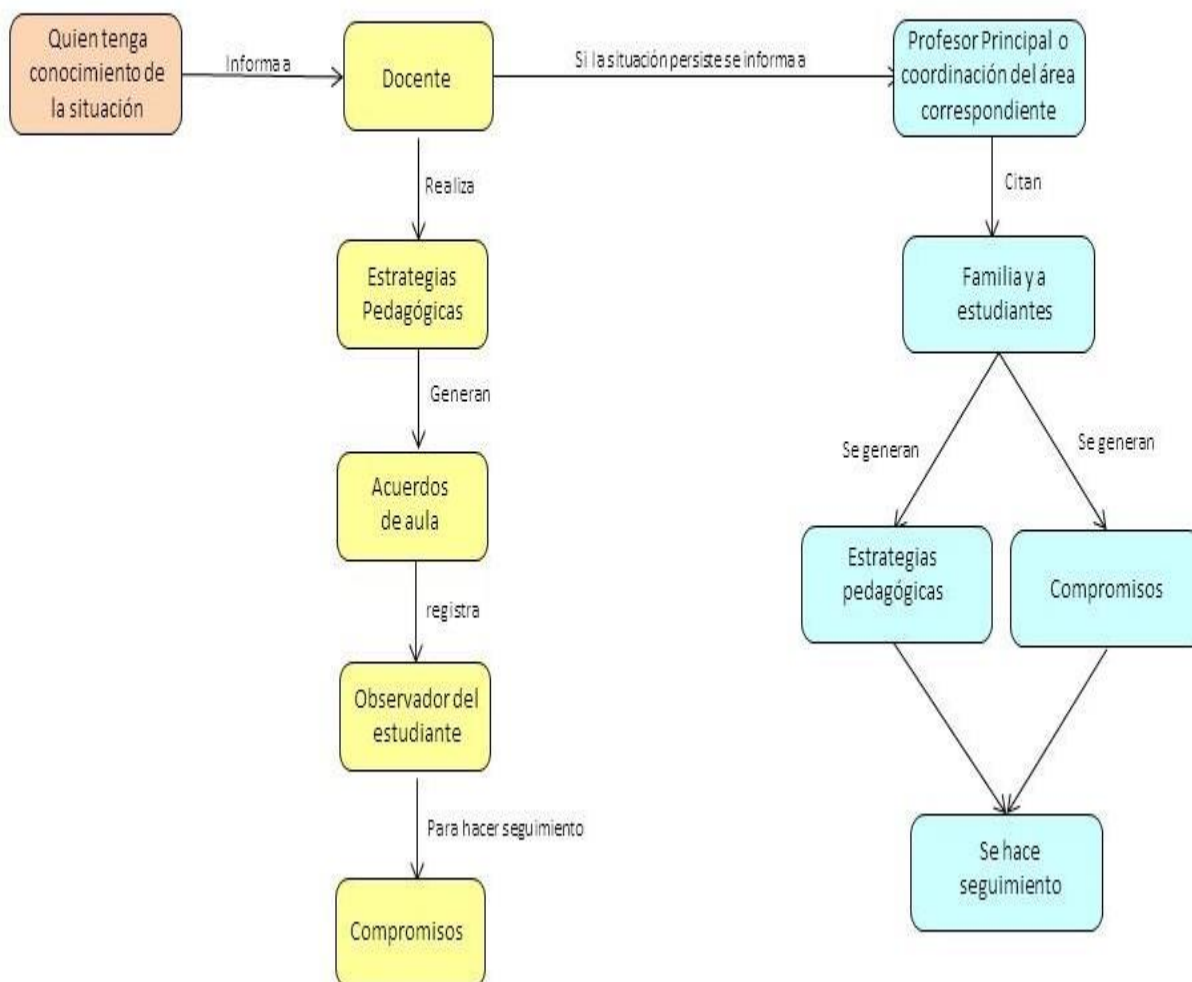 Quien tenga
conocimiento de
la situación
Informa a
Docente
Si la situación persiste se informa a
Profesor Principal o
coordinación del área
correspondiente
Realiza
Citan
Estrategias
Pedagógicas
Familia y a
estudiantes
Generan
Se generan
Se generan
Acuerdos
de aula
Estrategias
pedagógicas
Compromisos
registra
Observador del
estudiante
Para hacer seguimiento
Se hace
seguimiento
Compromisos